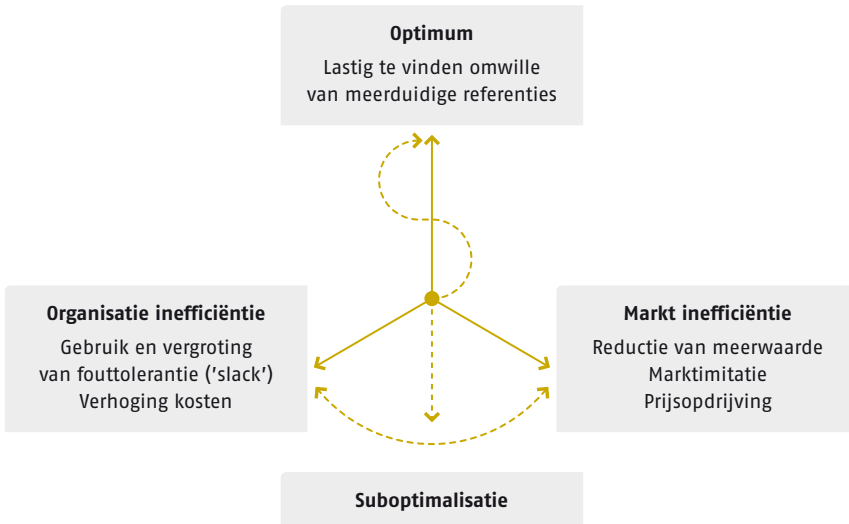 Optimum
Lastig te vinden omwille
van meerduidige referenties
Organisatie inefficiëntie
Gebruik en vergroting
van fouttolerantie ('slack')
Verhoging kosten
Markt inefficiëntie
Reductie van meerwaarde
Marktimitatie
Prijsopdrijving
Suboptimalisatie